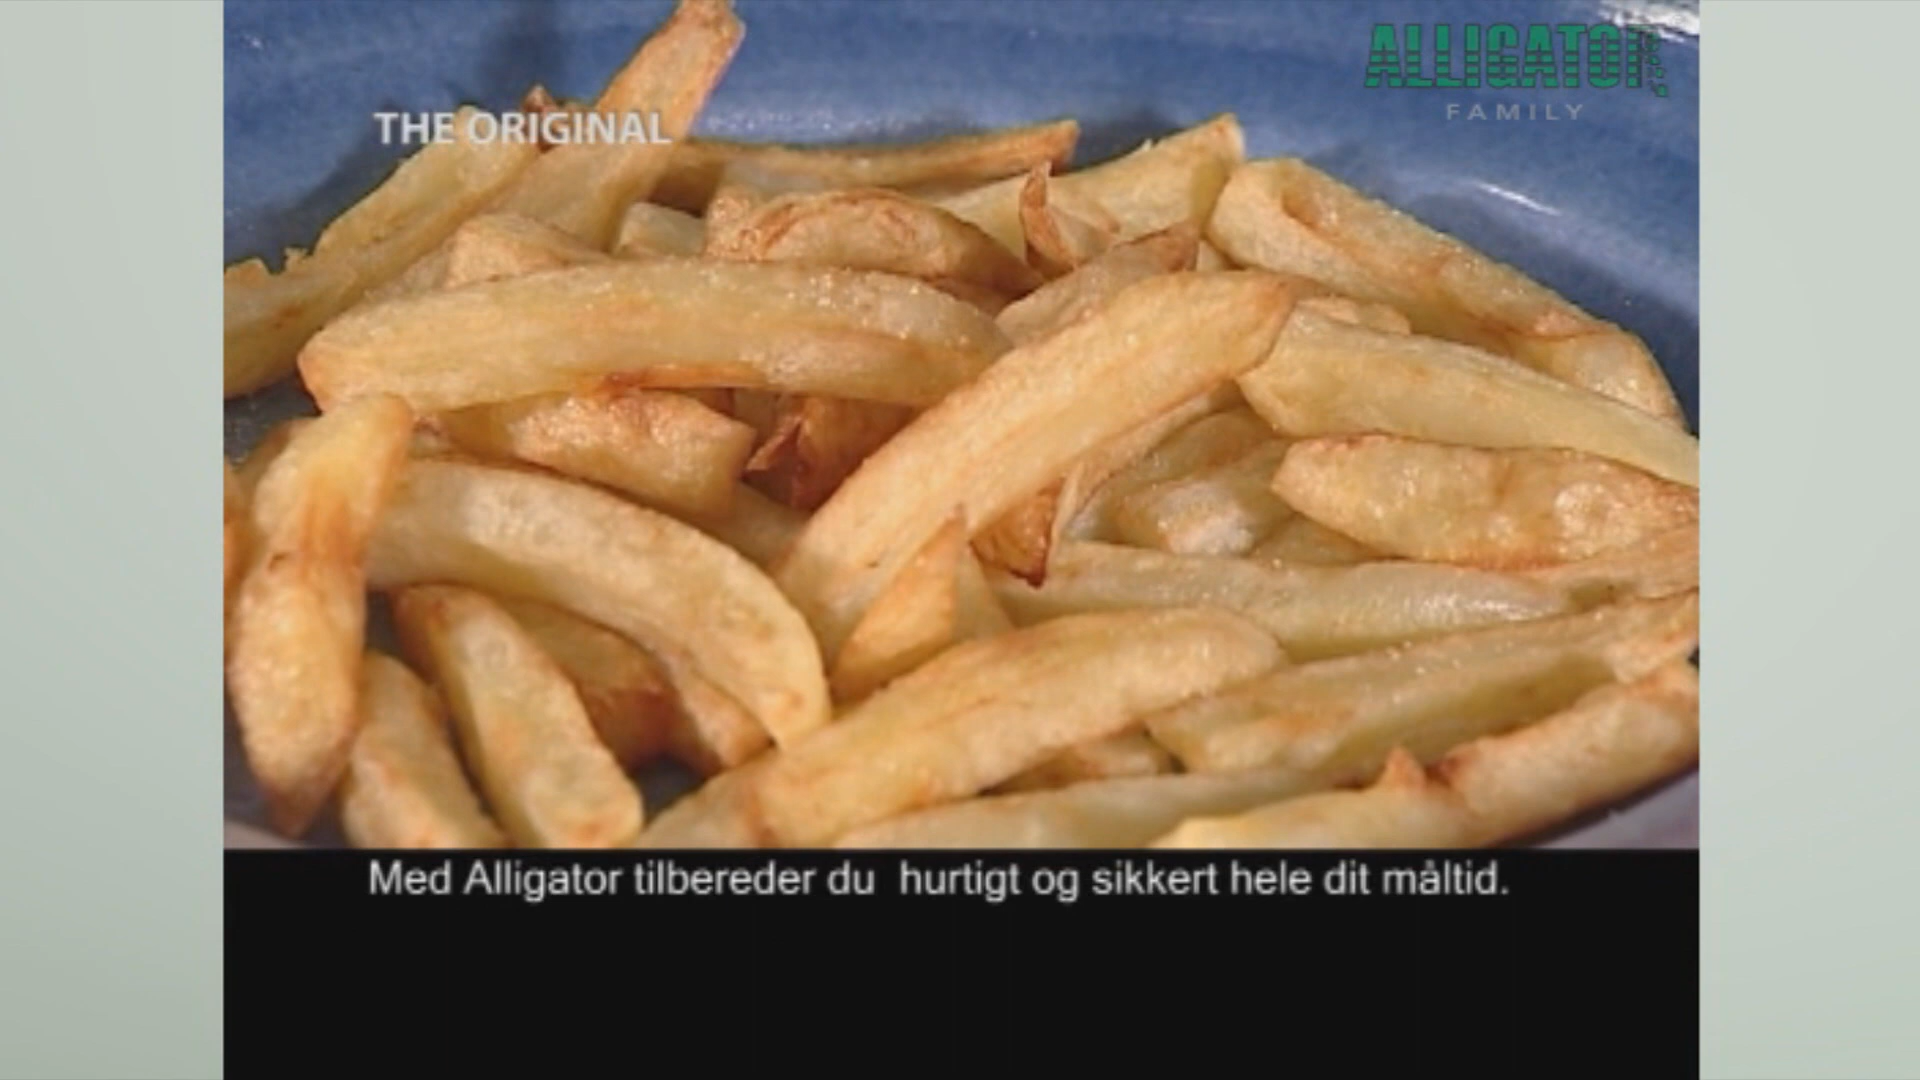 ALLIGATOR
FAMILY
THE ORIGINAL
Med Alligator tilbereder du  hurtigt og sikkert hele dit måltid.